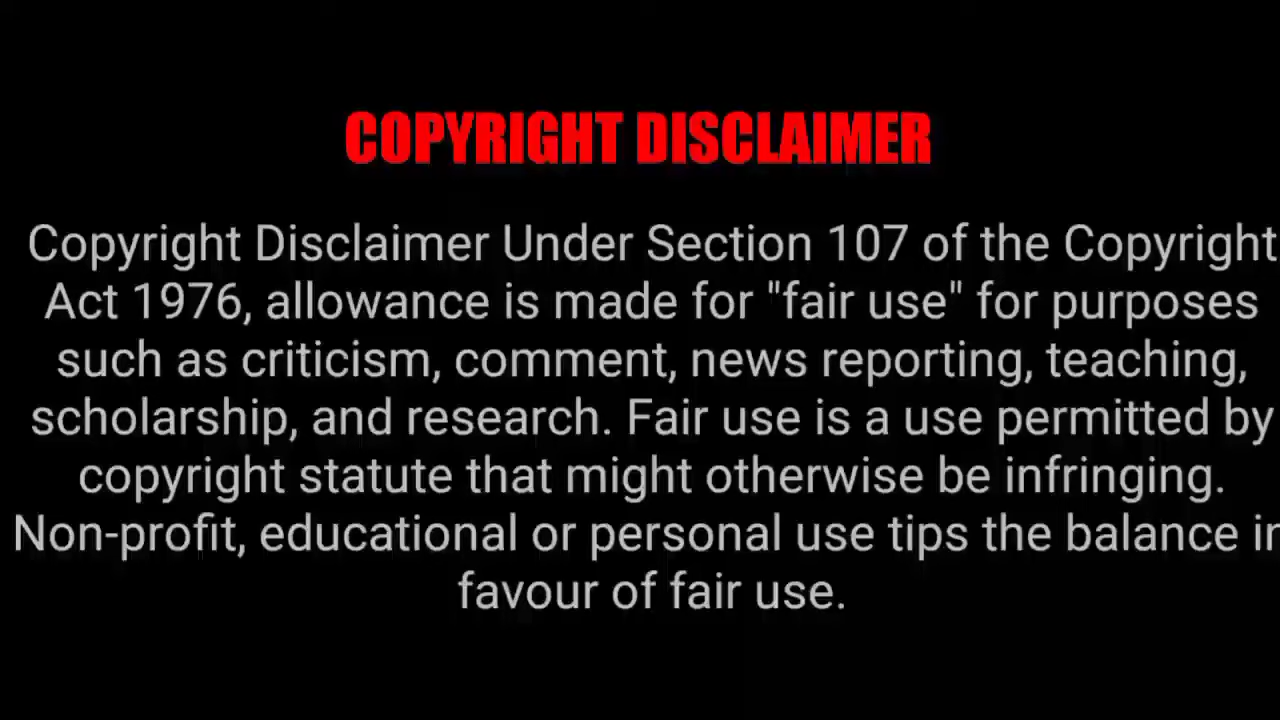 COPYRIGHT DISCLAIMER
Copyright Disclaimer Under Section 107 of the Copyright
Act 1976, allowance is made for "fair use" for purposes
such as criticism, comment, news reporting, teaching,
scholarship, and research. Fair use is a use permitted by
copyright statute that might otherwise be infringing.
Non-profit, educational or personal use tips the balance in
favour of fair use.